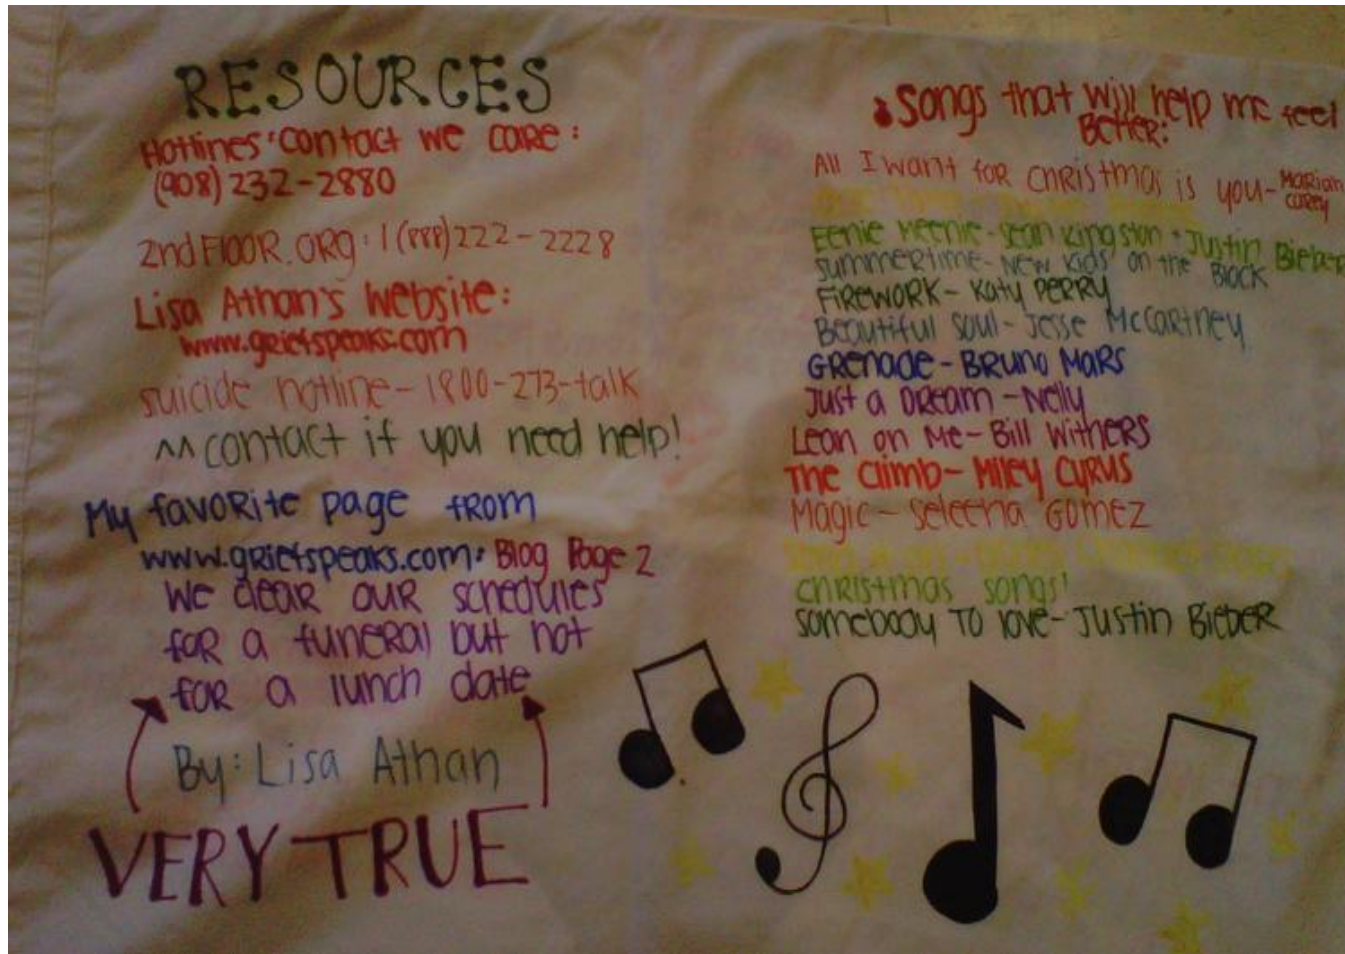 RESOURCES
Hotlines: contact we care:
(908) 232-2880
2nd FLOOR.ORG: 1(888)222-2228
Lisa Athan's website:
www.griefspeaks.com
suicide hotline-1800-273-talk
^^ contact if you need help!
My favorite page from
www.griefspeaks.com: Blog Page 2
We clear our schedules
for a funeral but not
for a lunch date
By: Lisa Athan
VERY TRUE
Songs that will help me feel
Better:
All I want for christmas is you-Mariah
carey
Eenie Meenie-sean kingston + Justin Bieber
summertime-New kids on the Block
Firework-Katy Perry
Beautiful soul-Jesse McCartney
Grenade-Bruno Mars
Just a Dream-Nelly
Lean on Me-Bill Withers
The climb-Miley Cyrus
Magic-seleena Gomez
christmas songs!
somebody To love-Justin Bieber